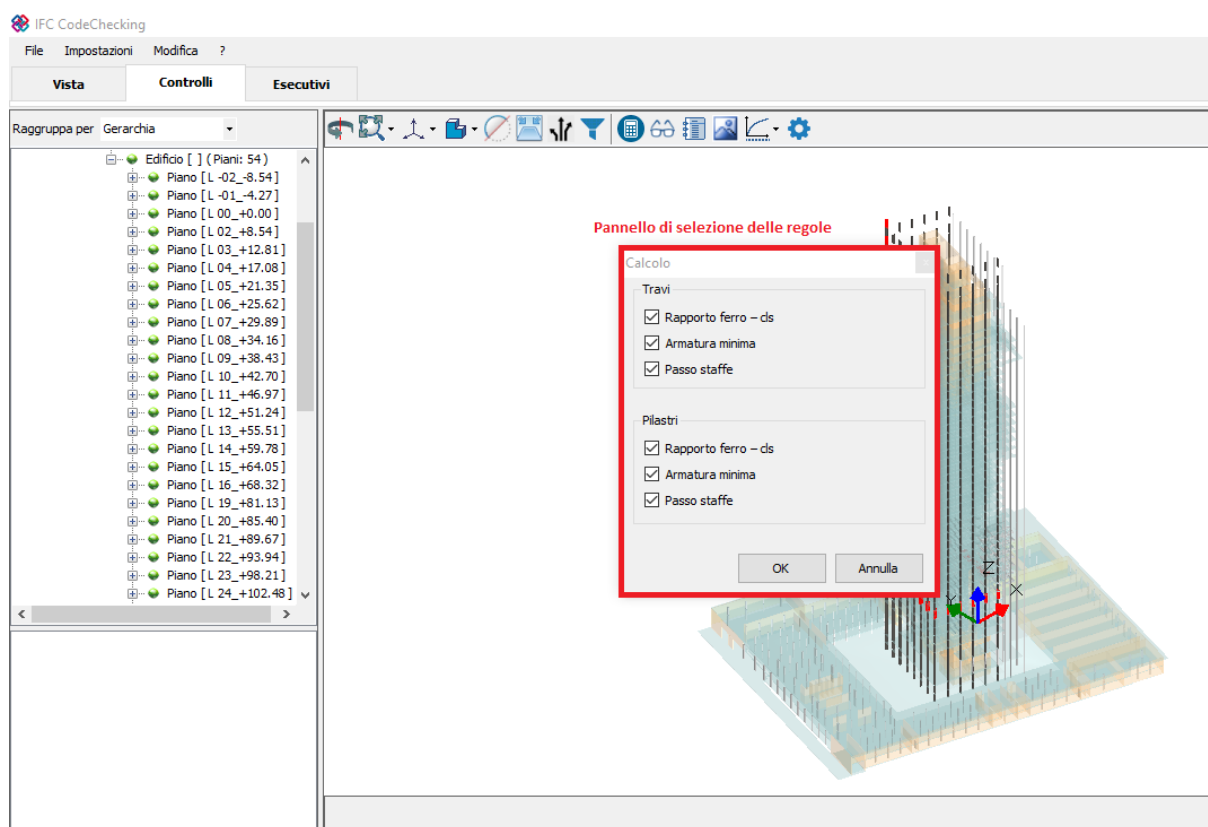 IFC CodeChecking
File Impostazioni Modifica ?
Vista Controlli Esecutivi
Raggruppa per Gerarchia
Edificio [ ] ( Piani: 54 )
Piano [ L -02_-8.54 ]
Piano [ L -01_-4.27 ]
Piano [ L 00_+0.00 ]
Piano [ L 02_+8.54 ]
Piano [ L 03_+12.81 ]
Piano [ L 04_+17.08 ]
Piano [ L 05_+21.35 ]
Piano [ L 06_+25.62 ]
Piano [ L 07_+29.89 ]
Piano [ L 08_+34.16 ]
Piano [ L 09_+38.43 ]
Piano [ L 10_+42.70 ]
Piano [ L 11_+46.97 ]
Piano [ L 12_+51.24 ]
Piano [ L 13_+55.51 ]
Piano [ L 14_+59.78 ]
Piano [ L 15_+64.05 ]
Piano [ L 16_+68.32 ]
Piano [ L 19_+81.13 ]
Piano [ L 20_+85.40 ]
Piano [ L 21_+89.67 ]
Piano [ L 22_+93.94 ]
Piano [ L 23_+98.21 ]
Piano [ L 24_+102.48 ]
Pannello di selezione delle regole
Calcolo
Travi
Rapporto ferro – cls
Armatura minima
Passo staffe
Pilastri
Rapporto ferro – cls
Armatura minima
Passo staffe
OK Annulla
Z
X
Y